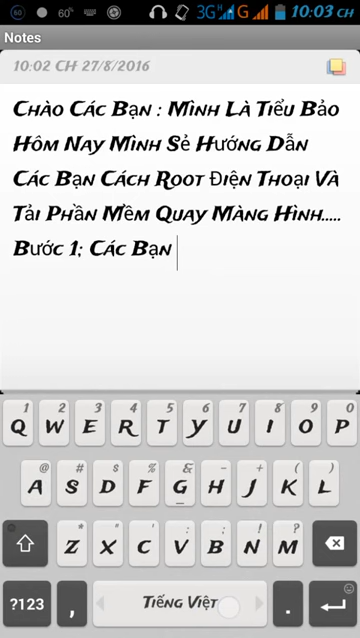 60%
3G
G
10:03 CH
Notes
10:02 CH 27/8/2016
Chào Các Bạn : Mình Là Tiểu Bảo
Hôm Nay Mình Sẻ Hướng Dẫn
Các Bạn Cách Root Điện Thoại Và
Tải Phần Mềm Quay Màng Hình.....
Bước 1; Các Bạn
1 2 3 4 5 6 7 8 9 0
Q W E R T Y U I O P
@ # $ % & - + ( )
A S D F G H J K L
* " ' : ; ! ?
Z X C V B N M
?123 , Tiếng Việt .